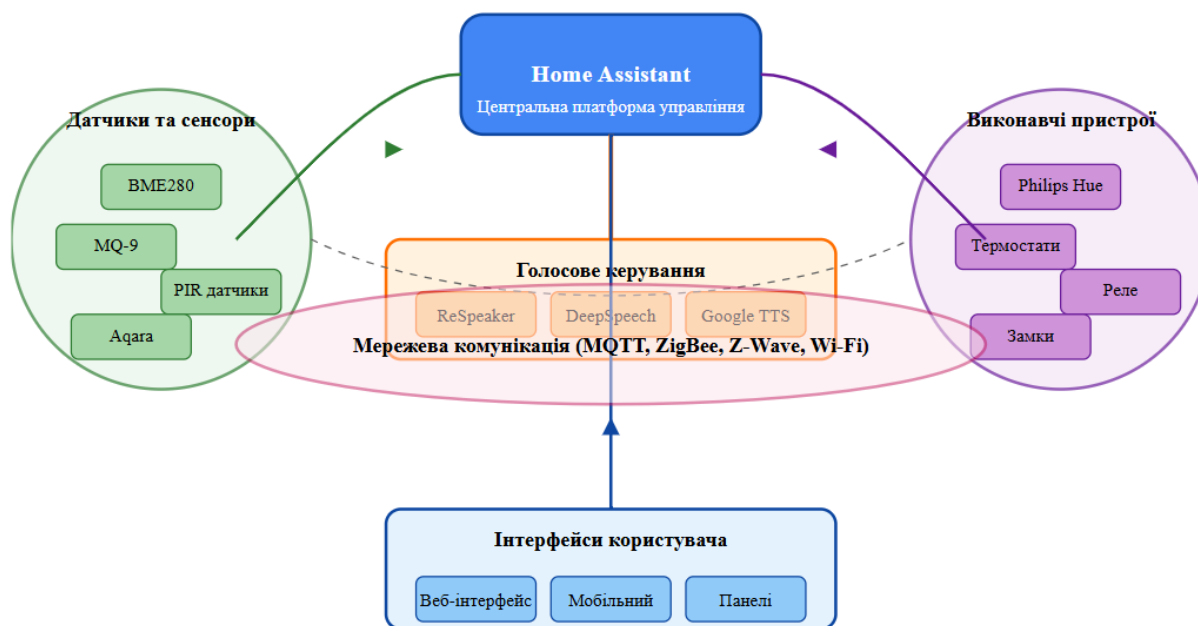 Home Assistant
Центральна платформа управління
Датчики та сенсори
BME280
MQ-9
PIR датчики
Aqara
Виконавчі пристрої
Philips Hue
Термостати
Реле
Замки
Голосове керування
ReSpeaker
DeepSpeech
Google TTS
Мережева комунікація (MQTT, ZigBee, Z-Wave, Wi-Fi)
Інтерфейси користувача
Веб-інтерфейс
Мобільний
Панелі